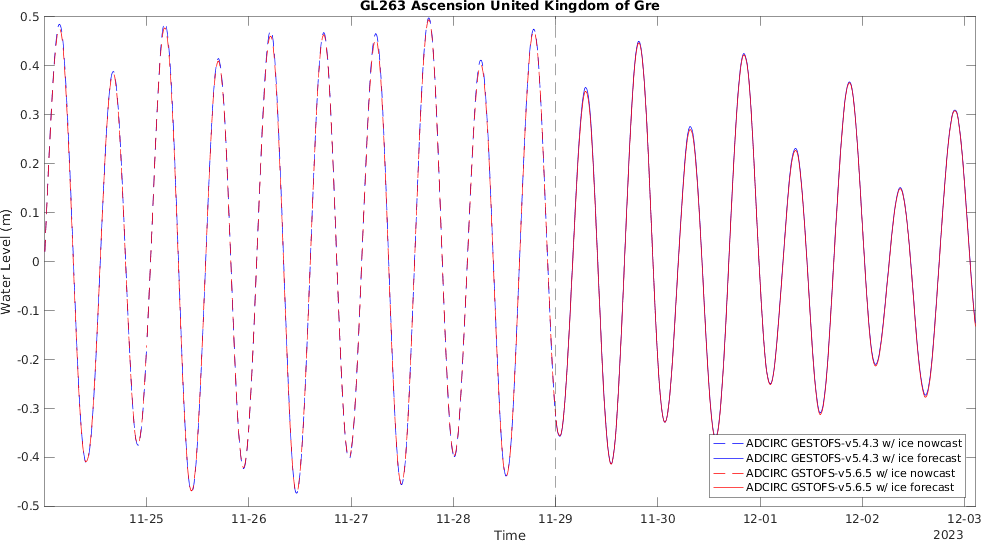 GL263 Ascension United Kingdom of Gre
0.5
0.4
0.3
0.2
0.1
0
-0.1
-0.2
-0.3
-0.4
-0.5
Water Level (m)
ADCIRC GESTOFS-v5.4.3 w/ ice nowcast
ADCIRC GESTOFS-v5.4.3 w/ ice forecast
ADCIRC GSTOFS-v5.6.5 w/ ice nowcast
ADCIRC GSTOFS-v5.6.5 w/ ice forecast
11-25 11-26 11-27 11-28 11-29 11-30 12-01 12-02 12-03
Time
2023